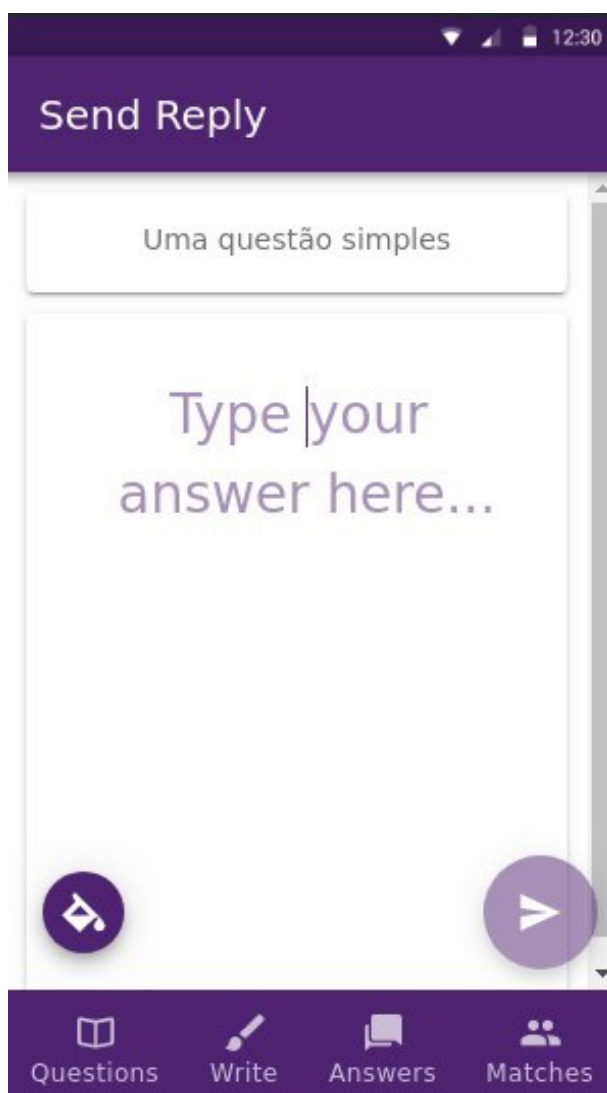 12:30
Send Reply
Uma questão simples
Type your
answer here...
Questions Write Answers Matches